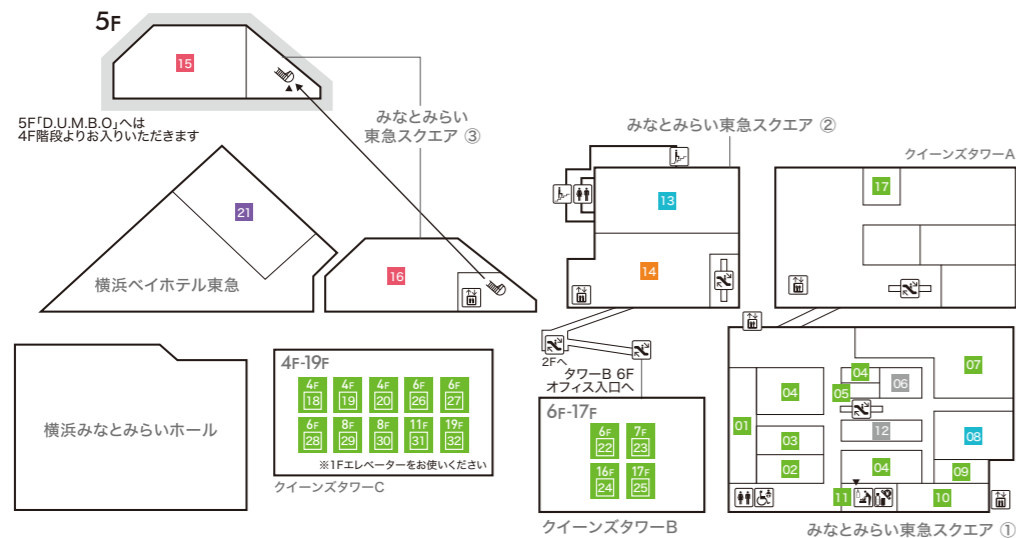 5F
15
5F「D.U.M.B.O」へは
4F階段よりお入りいただきます
みなとみらい
東急スクエア ③
みなとみらい東急スクエア ②
クイーンズタワーA
21
横浜ベイホテル東急
16
13
14
17
2Fへ
タワーB 6F
オフィス入口へ
横浜みなとみらいホール
4F-19F
4F 4F 4F 6F 6F
18 19 20 26 27
6F 8F 8F 11F 19F
28 29 30 31 32
※1Fエレベーターをお使いください
クイーンズタワーC
6F-17F
6F 7F
22 23
16F 17F
24 25
クイーンズタワーB
04
07
06
04
05
01
12
08
03
02
04
09
11
10
みなとみらい東急スクエア ①